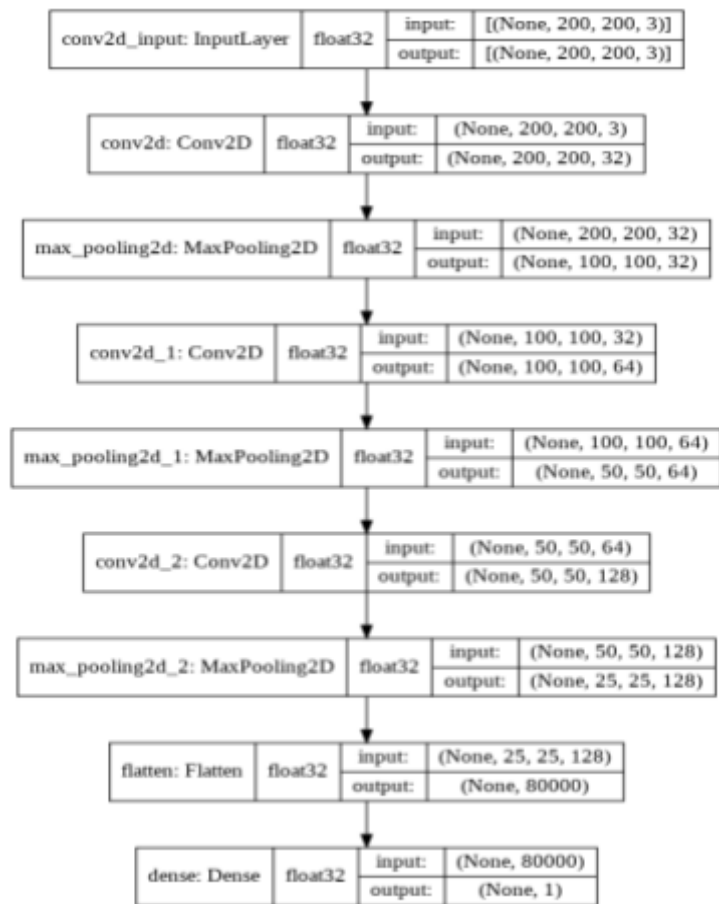 conv2d_input: InputLayer float32 input: [(None, 200, 200, 3)]
output: [(None, 200, 200, 3)]
conv2d: Conv2D float32 input: (None, 200, 200, 3)
output: (None, 200, 200, 32)
max_pooling2d: MaxPooling2D float32 input: (None, 200, 200, 32)
output: (None, 100, 100, 32)
conv2d_1: Conv2D float32 input: (None, 100, 100, 32)
output: (None, 100, 100, 64)
max_pooling2d_1: MaxPooling2D float32 input: (None, 100, 100, 64)
output: (None, 50, 50, 64)
conv2d_2: Conv2D float32 input: (None, 50, 50, 64)
output: (None, 50, 50, 128)
max_pooling2d_2: MaxPooling2D float32 input: (None, 50, 50, 128)
output: (None, 25, 25, 128)
flatten: Flatten float32 input: (None, 25, 25, 128)
output: (None, 80000)
dense: Dense float32 input: (None, 80000)
output: (None, 1)